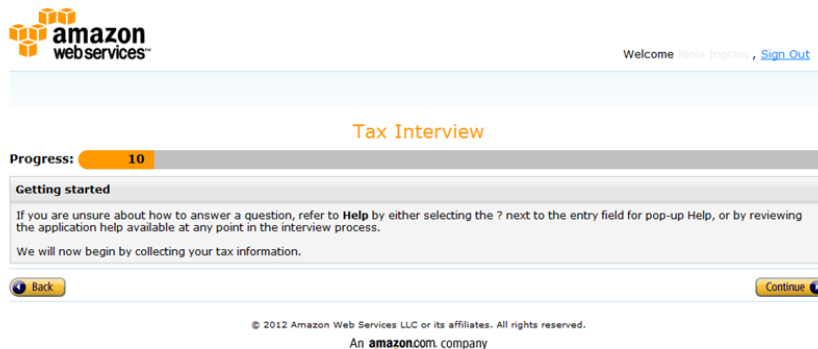 amazon
webservices™
Welcome Ninia Ingram , Sign Out
Tax Interview
Progress: 10
Getting started
If you are unsure about how to answer a question, refer to Help by either selecting the ? next to the entry field for pop-up Help, or by reviewing
the application help available at any point in the interview process.
We will now begin by collecting your tax information.
Back
Continue
© 2012 Amazon Web Services LLC or its affiliates. All rights reserved.
An amazon.com. company